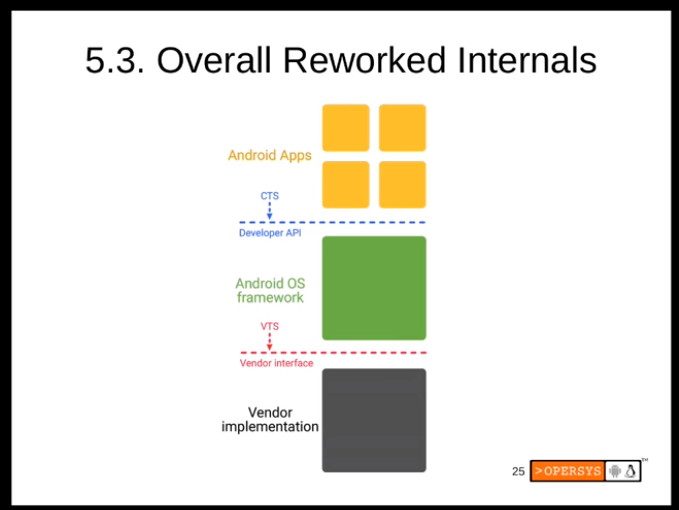 5.3. Overall Reworked Internals
Android Apps
CTS
Developer API
Android OS
framework
VTS
Vendor interface
Vendor
implementation
25
>OPERSYS
™